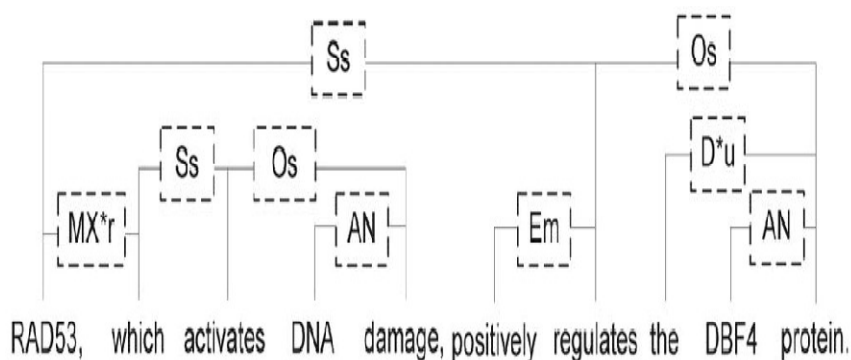 Ss Os
Ss Os D*u
MX*r AN Em AN
RAD53, which activates DNA damage, positively regulates the DBF4 protein.